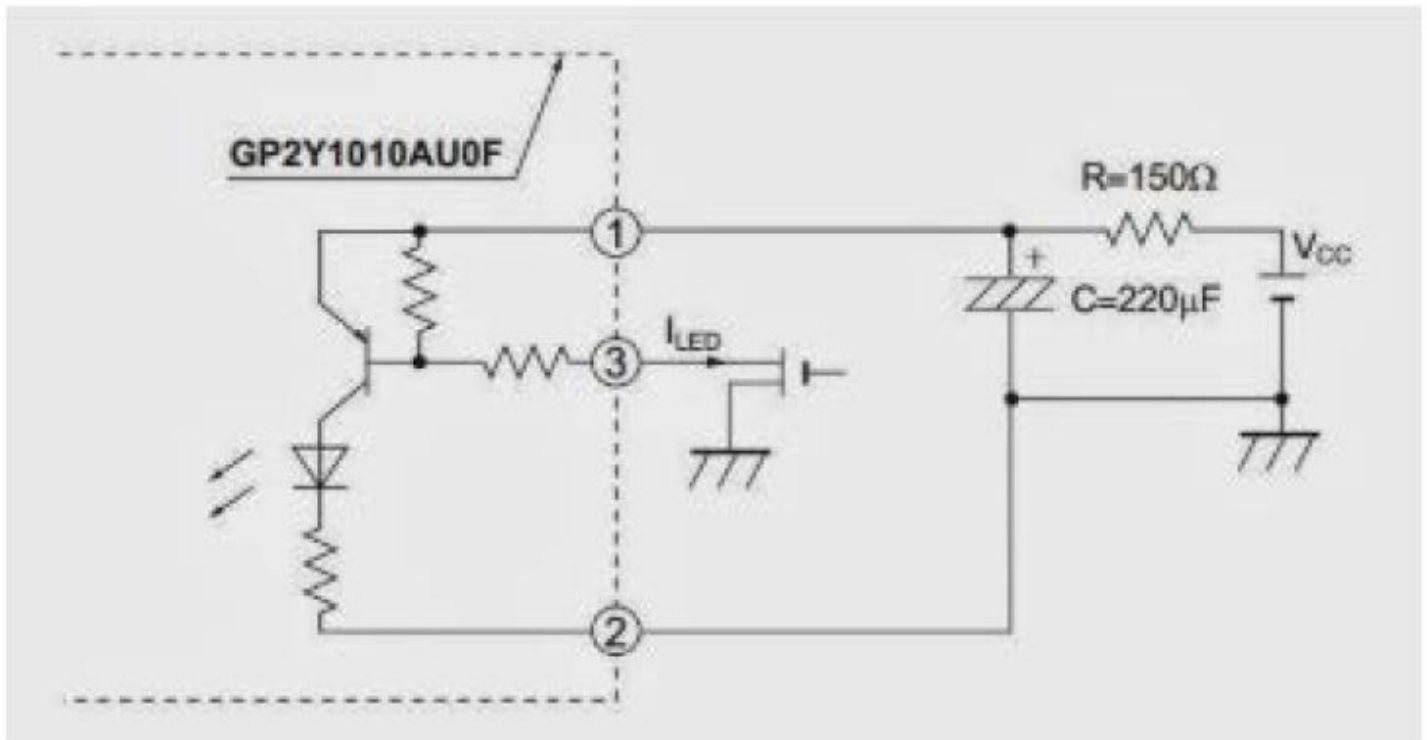 GP2Y1010AU0F
R=150Ω
1
VCC
+
C=220μF
ILED
3
2